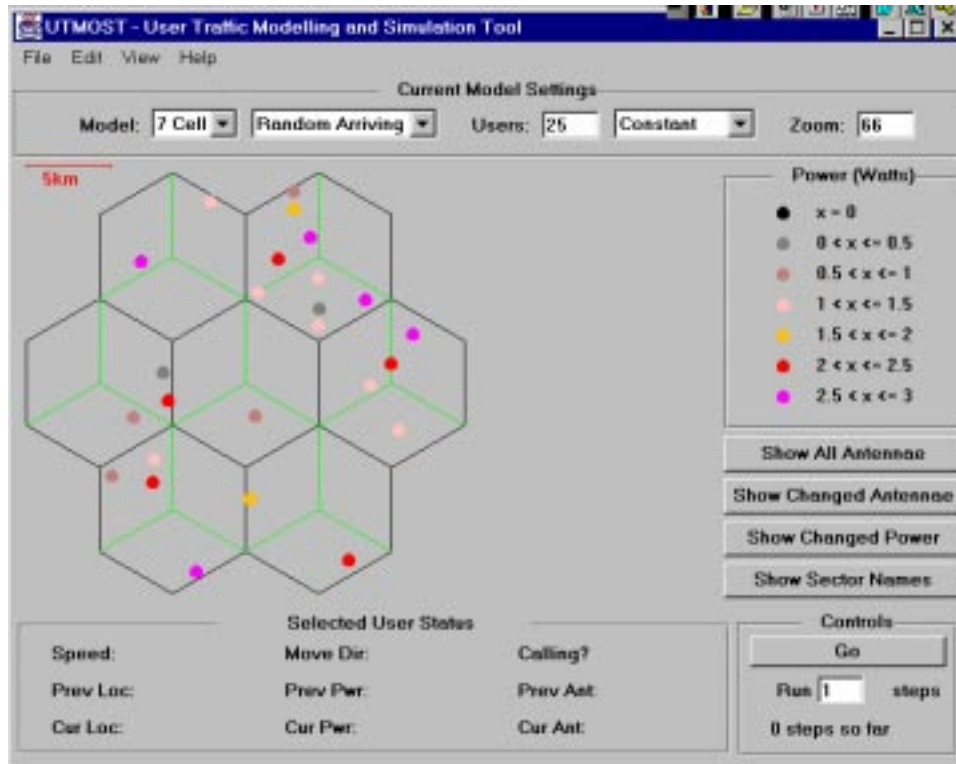 UTMOST - User Traffic Modelling and Simulation Tool
File Edit View Help
Current Model Settings
Model: 7 Cell Random Arriving Users: 25 Constant Zoom: 66
5km
Power (Watts)
x = 0
0 < x <= 0.5
0.5 < x <= 1
1 < x <= 1.5
1.5 < x <= 2
2 < x <= 2.5
2.5 < x <= 3
Show All Antennae
Show Changed Antennae
Show Changed Power
Show Sector Names
Selected User Status
Speed: Move Dir: Calling?
Prev Loc: Prev Pwr: Prev Ant:
Cur Loc: Cur Pwr: Cur Ant:
Controls
Go
Run 1 steps
0 steps so far